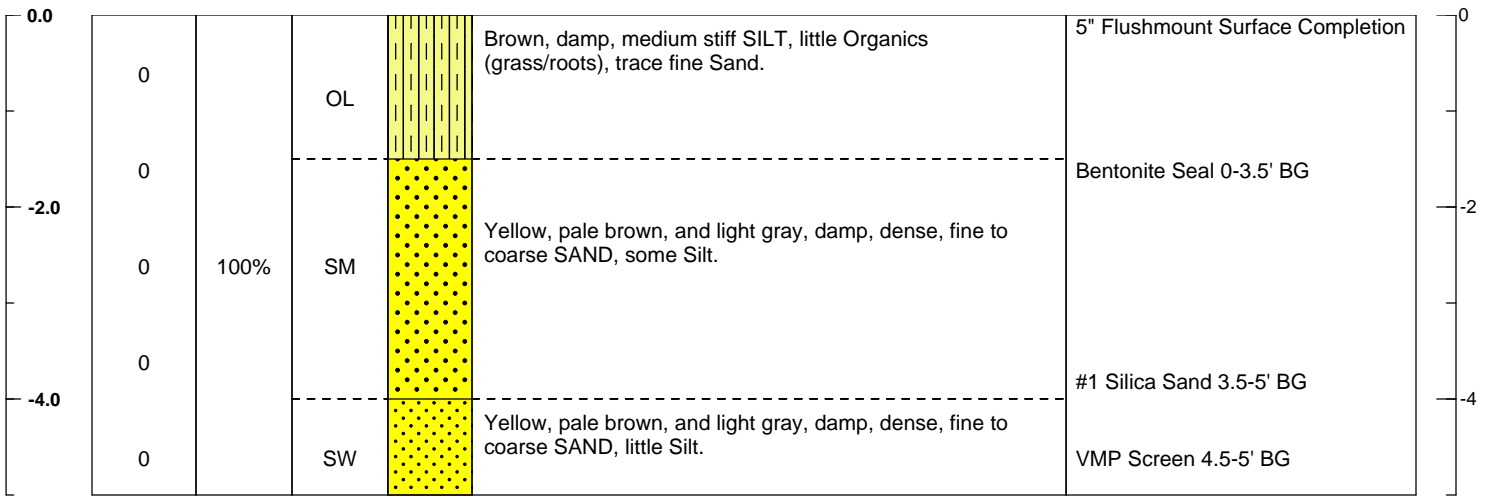 0.0
Brown, damp, medium stiff SILT, little Organics
(grass/roots), trace fine Sand.
5" Flushmount Surface Completion
0
0
OL
0
Bentonite Seal 0-3.5' BG
-2.0
-2
Yellow, pale brown, and light gray, damp, dense, fine to
coarse SAND, some Silt.
0
100%
SM
0
#1 Silica Sand 3.5-5' BG
-4.0
-4
Yellow, pale brown, and light gray, damp, dense, fine to
coarse SAND, little Silt.
0
SW
VMP Screen 4.5-5' BG